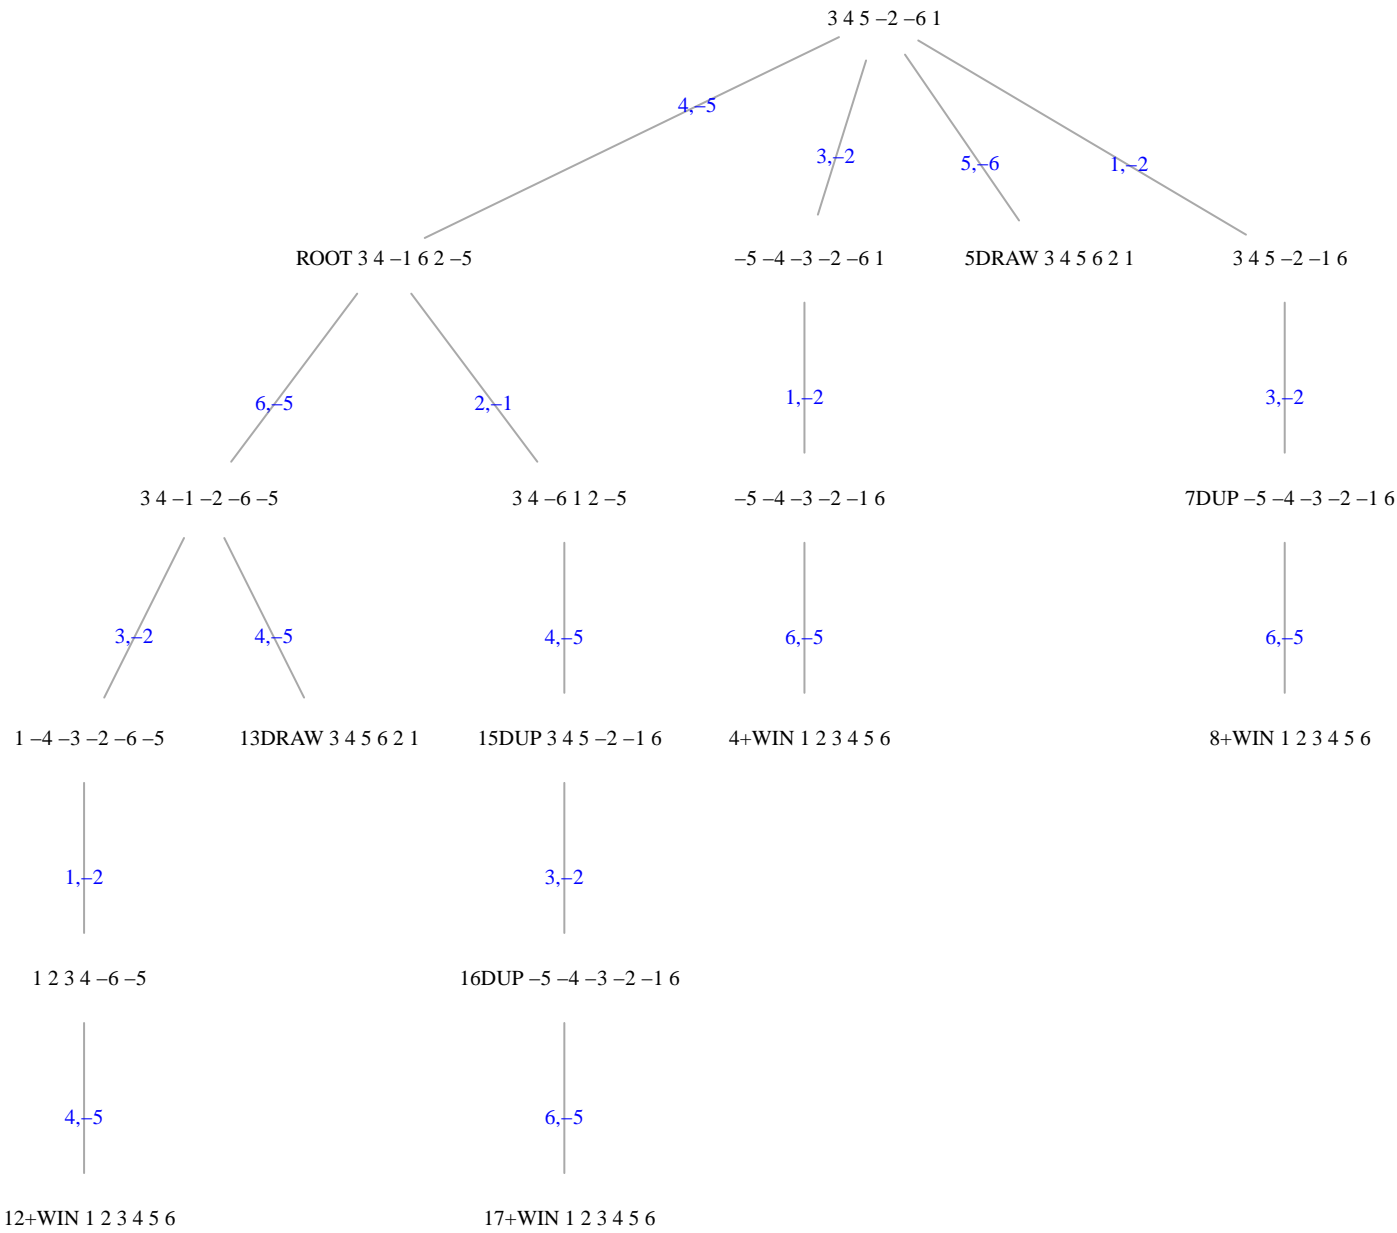 3 4 5 –2 –6 1
4,–5
3,–2
5,–6
1,–2
ROOT 3 4 –1 6 2 –5
–5 –4 –3 –2 –6 1
5DRAW 3 4 5 6 2 1
3 4 5 –2 –1 6
6,–5
2,–1
1,–2
3,–2
3 4 –1 –2 –6 –5
3 4 –6 1 2 –5
–5 –4 –3 –2 –1 6
7DUP –5 –4 –3 –2 –1 6
3,–2
4,–5
4,–5
6,–5
6,–5
1 –4 –3 –2 –6 –5
13DRAW 3 4 5 6 2 1
15DUP 3 4 5 –2 –1 6
4+WIN 1 2 3 4 5 6
8+WIN 1 2 3 4 5 6
1,–2
3,–2
1 2 3 4 –6 –5
16DUP –5 –4 –3 –2 –1 6
4,–5
6,–5
12+WIN 1 2 3 4 5 6
17+WIN 1 2 3 4 5 6